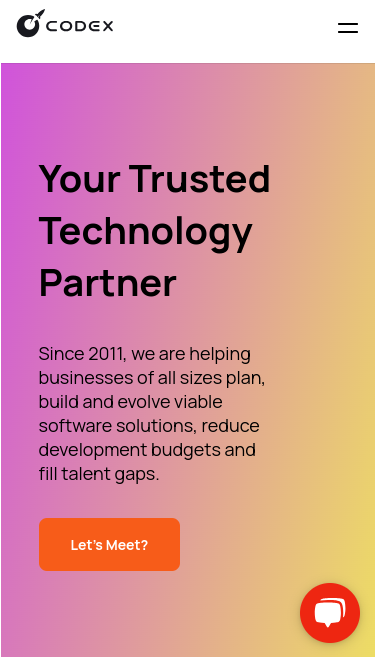 CODEX
Your Trusted
Technology
Partner
Since 2011, we are helping
businesses of all sizes plan,
build and evolve viable
software solutions, reduce
development budgets and
fill talent gaps.
Let's Meet?